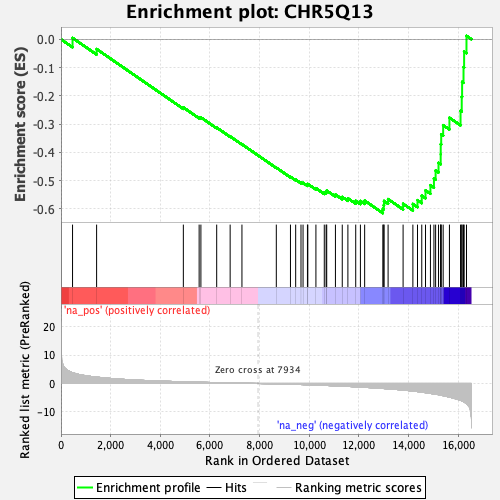 Enrichment plot: CHR5Q13
Enrichment score (ES)
0.0
-0.1
-0.2
-0.3
-0.4
-0.5
-0.6
'na_pos' (positively correlated)
Ranked list metric (PreRanked)
20
10
0
-10
Zero cross at 7934
'na_neg' (negatively correlated)
0 2,000 4,000 6,000 8,000 10,000 12,000 14,000 16,000
Rank in Ordered Dataset
Enrichment profile Hits Ranking metric scores